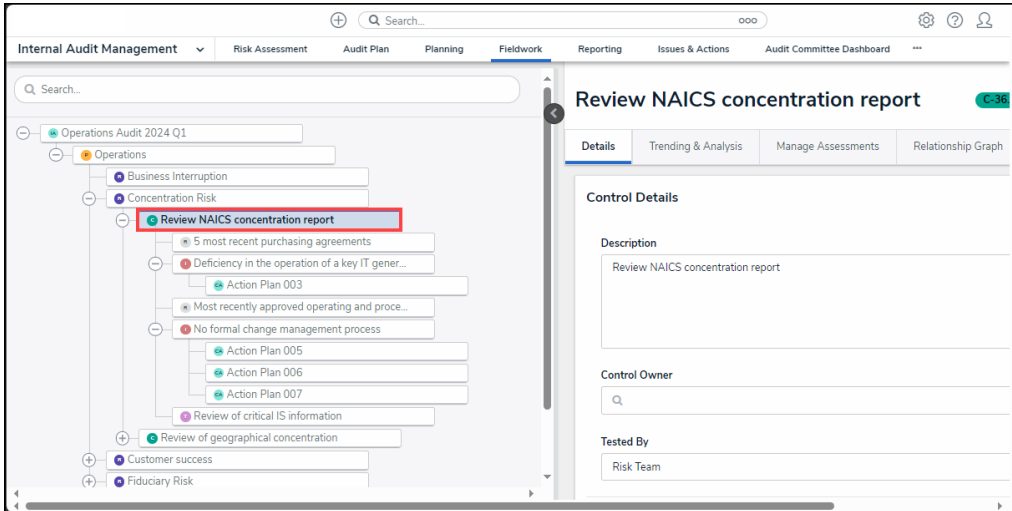 Search...
Internal Audit Management Risk Assessment Audit Plan Planning Fieldwork Reporting Issues & Actions Audit Committee Dashboard
Search...
Operations Audit 2024 Q1
Operations
Business Interruption
Concentration Risk
Review NAICS concentration report
5 most recent purchasing agreements
Deficiency in the operation of a key IT gener...
Action Plan 003
Most recently approved operating and proce...
No formal change management process
Action Plan 005
Action Plan 006
Action Plan 007
Review of critical IS information
Review of geographical concentration
Customer success
Fiduciary Risk
Review NAICS concentration report C-36.
Details Trending & Analysis Manage Assessments Relationship Graph
Control Details
Description
Review NAICS concentration report
Control Owner
Tested By
Risk Team